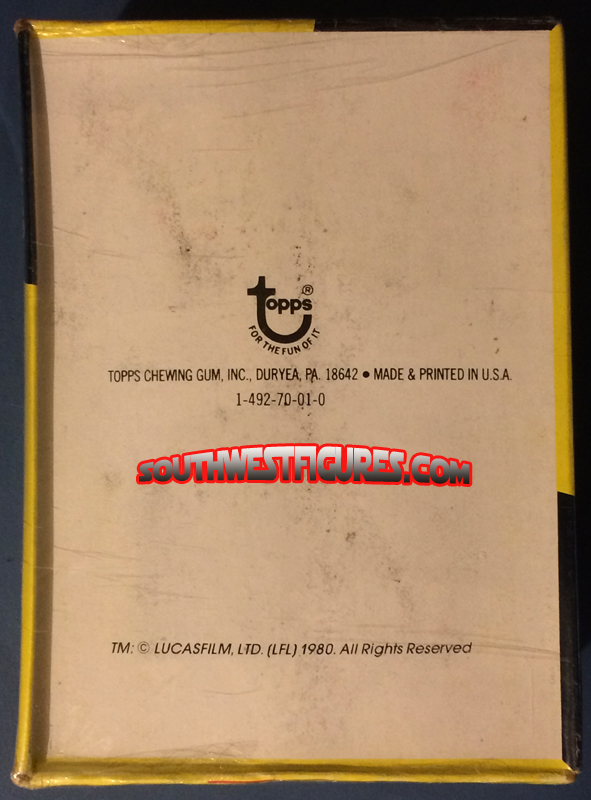 topps®
FOR THE FUN OF IT
TOPPS CHEWING GUM, INC., DURYEA, PA. 18642 • MADE & PRINTED IN U.S.A.
1-492-70-01-0
SOUTHWESTFIGURES.COM
TM: © LUCASFILM, LTD. (LFL) 1980. All Rights Reserved